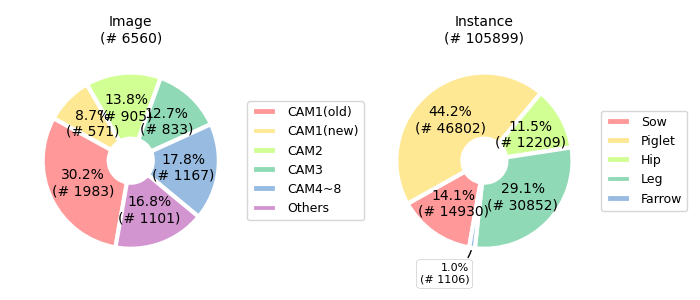 Image
(# 6560)
13.8%
(# 905)
12.7%
(# 833)
8.7%
(# 571)
17.8%
(# 1167)
30.2%
(# 1983)
16.8%
(# 1101)
CAM1(old)
CAM1(new)
CAM2
CAM3
CAM4~8
Others
Instance
(# 105899)
44.2%
(# 46802)
11.5%
(# 12209)
14.1%
(# 14930)
29.1%
(# 30852)
1.0%
(# 1106)
Sow
Piglet
Hip
Leg
Farrow